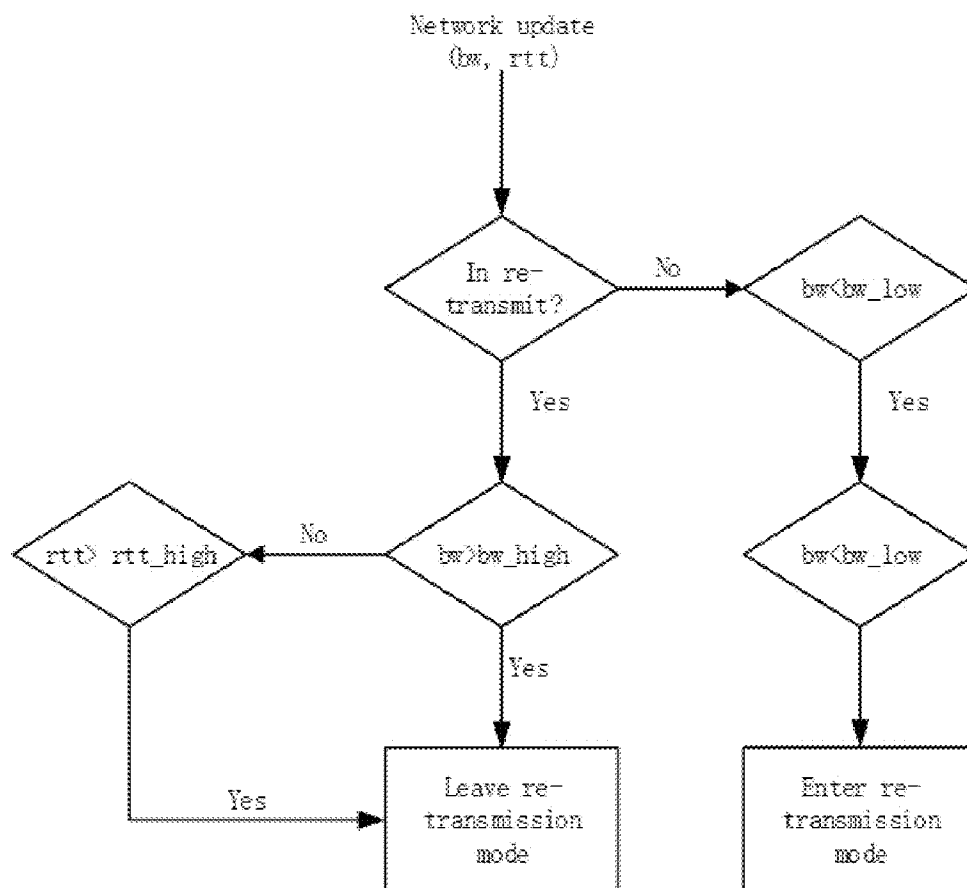 Network update
(bw, rtt)
In re-
transmit?
No
bw<bw_low
Yes
Yes
rtt> rtt_high
No
bw>bw_high
bw<bw_low
Yes
Yes
Leave re-
transmission
mode
Enter re-
transmission
mode